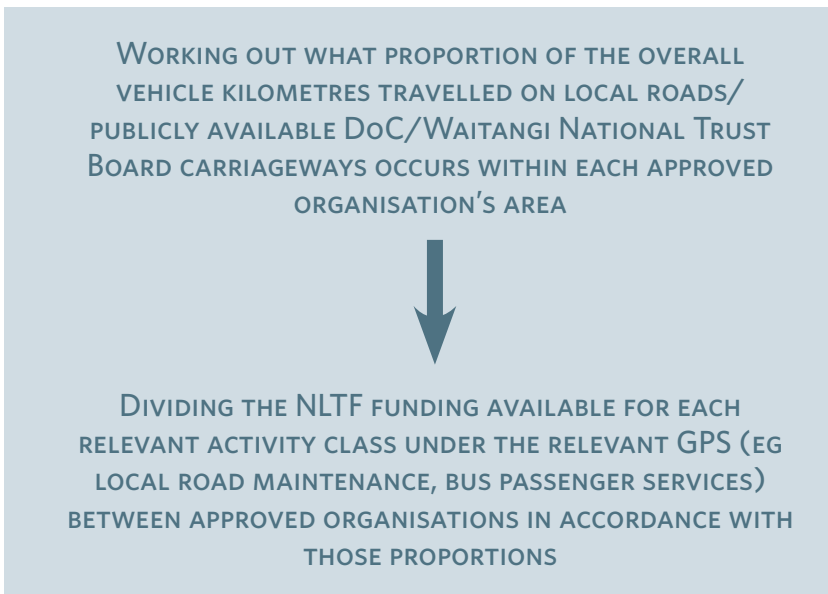 Working out what proportion of the overall
vehicle kilometres travelled on local roads/
publicly available DoC/Waitangi National Trust
Board carriageways occurs within each approved
organisation's area
Dividing the NLTF funding available for each
relevant activity class under the relevant GPS (eg
local road maintenance, bus passenger services)
between approved organisations in accordance with
those proportions